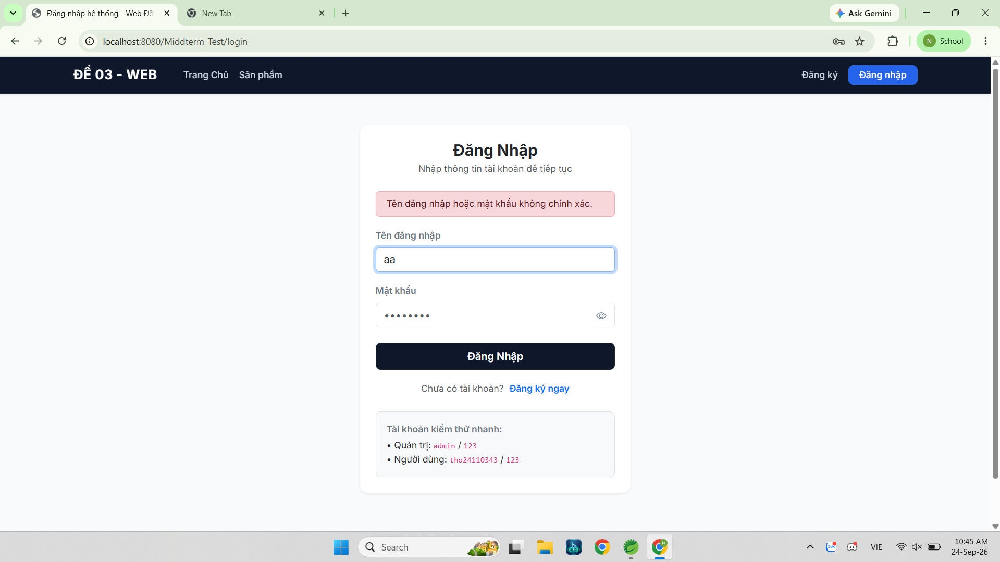 Đăng nhập hệ thống - Web Đề
New Tab
Ask Gemini
localhost:8080/Middterm_Test/login
N School
ĐỀ 03 - WEB
Trang Chủ
Sản phẩm
Đăng ký
Đăng nhập
Đăng Nhập
Nhập thông tin tài khoản để tiếp tục
Tên đăng nhập hoặc mật khẩu không chính xác.
Tên đăng nhập
aa
Mật khẩu
••••••••
Đăng Nhập
Chưa có tài khoản? Đăng ký ngay
Tài khoản kiểm thử nhanh:
• Quản trị: admin / 123
• Người dùng: tho24110343 / 123
Search
N
Zalo
VIE
10:45 AM
24-Sep-26